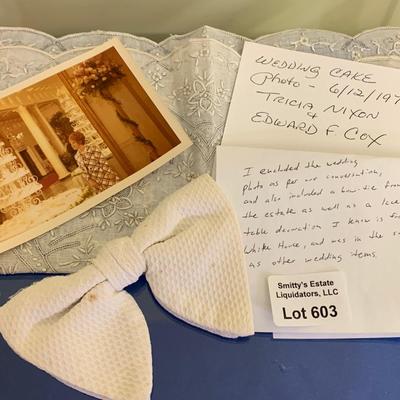 WEDDING CAKE
Photo - 6/12/197
TRICIA NIXON
&
EDWARD F COX
I excluded the wedding
photo as per our conversation,
and also included a bow-tie from
the estate as well as a lace
table decoration I know is from
White House, and was in the sa
as other wedding items.
Smitty's Estate
Liquidators, LLC
Lot 603